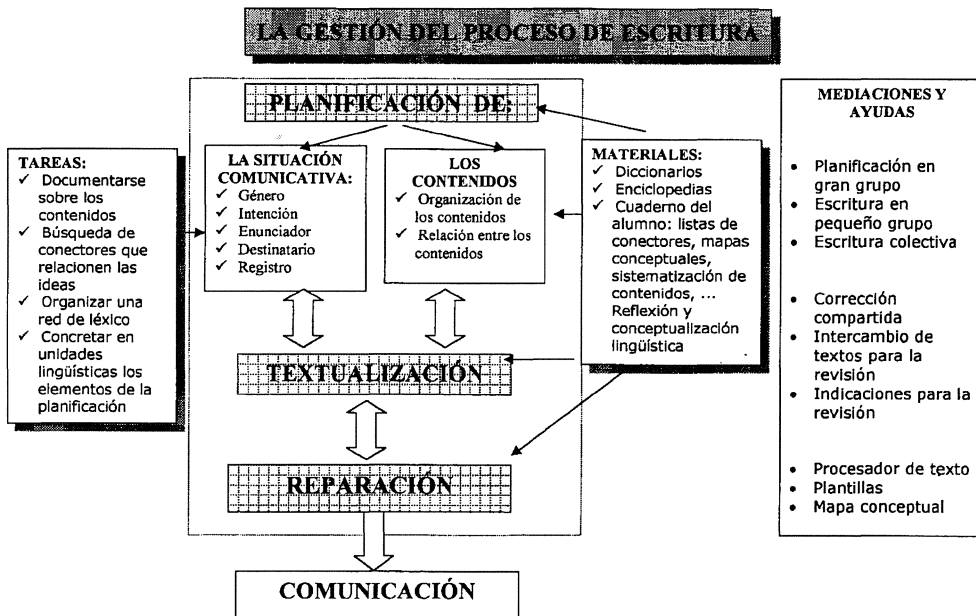 LA GESTIÓN DEL PROCESO DE ESCRITURA
PLANIFICACIÓN DE:
TAREAS:
✓ Documentarse
sobre los
contenidos
✓ Búsqueda de
conectores que
relacionen las
ideas
✓ Organizar una
red de léxico
✓ Concretar en
unidades
lingüísticas los
elementos de la
planificación
LA SITUACIÓN
COMUNICATIVA:
✓ Género
✓ Intención
✓ Enunciador
✓ Destinatario
✓ Registro
LOS
CONTENIDOS
✓ Organización de
los contenidos
✓ Relación entre los
contenidos
MATERIALES:
✓ Diccionarios
✓ Enciclopedias
✓ Cuaderno del
alumno: listas de
conectores, mapas
conceptuales,
sistematización de
contenidos, ...
Reflexión y
conceptualización
lingüística
TEXTUALIZACIÓN
REPARACIÓN
COMUNICACIÓN
MEDIACIONES Y
AYUDAS
• Planificación en
gran grupo
• Escritura en
pequeño grupo
• Escritura colectiva
• Corrección
compartida
• Intercambio de
textos para la
revisión
• Indicaciones para la
revisión
• Procesador de texto
• Plantillas
• Mapa conceptual